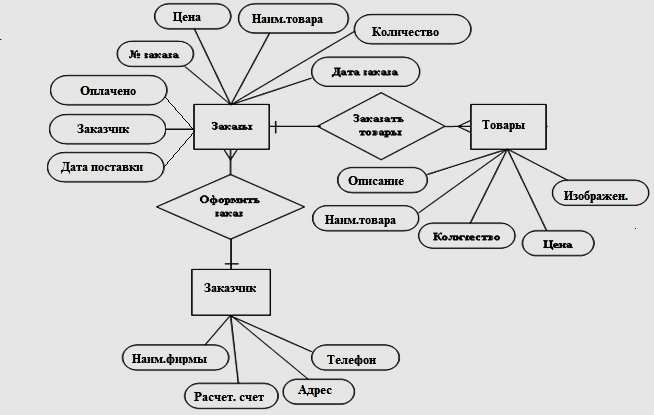 Цена
Наим.товара
Количество
№ заказа
Дата заказа
Оплачено
Заказчик
Дата поставки
Заказы
Заказать
товары
Товары
Описание
Наим.товара
Количество
Цена
Изображен.
Оформить
заказ
Заказчик
Наим.фирмы
Расчет. счет
Адрес
Телефон